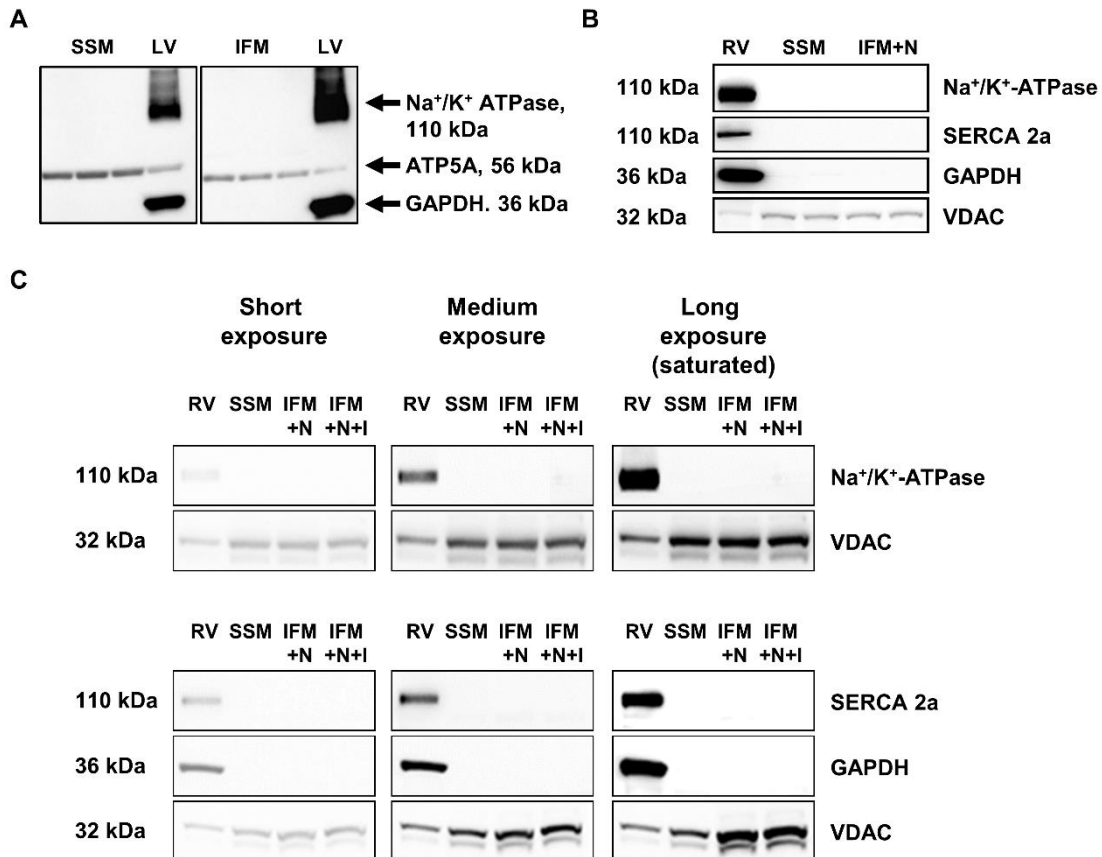 A
SSM LV IFM LV
Na⁺/K⁺ ATPase,
110 kDa
ATP5A, 56 kDa
GAPDH. 36 kDa
B
RV SSM IFM+N
110 kDa Na⁺/K⁺-ATPase
110 kDa SERCA 2a
36 kDa GAPDH
32 kDa VDAC
C
Short
exposure
Medium
exposure
Long
exposure
(saturated)
RV SSM IFM IFM RV SSM IFM IFM RV SSM IFM IFM
+N +N+I +N +N+I +N +N+I
110 kDa Na⁺/K⁺-ATPase
32 kDa VDAC
RV SSM IFM IFM RV SSM IFM IFM RV SSM IFM IFM
+N +N+I +N +N+I +N +N+I
110 kDa SERCA 2a
36 kDa GAPDH
32 kDa VDAC